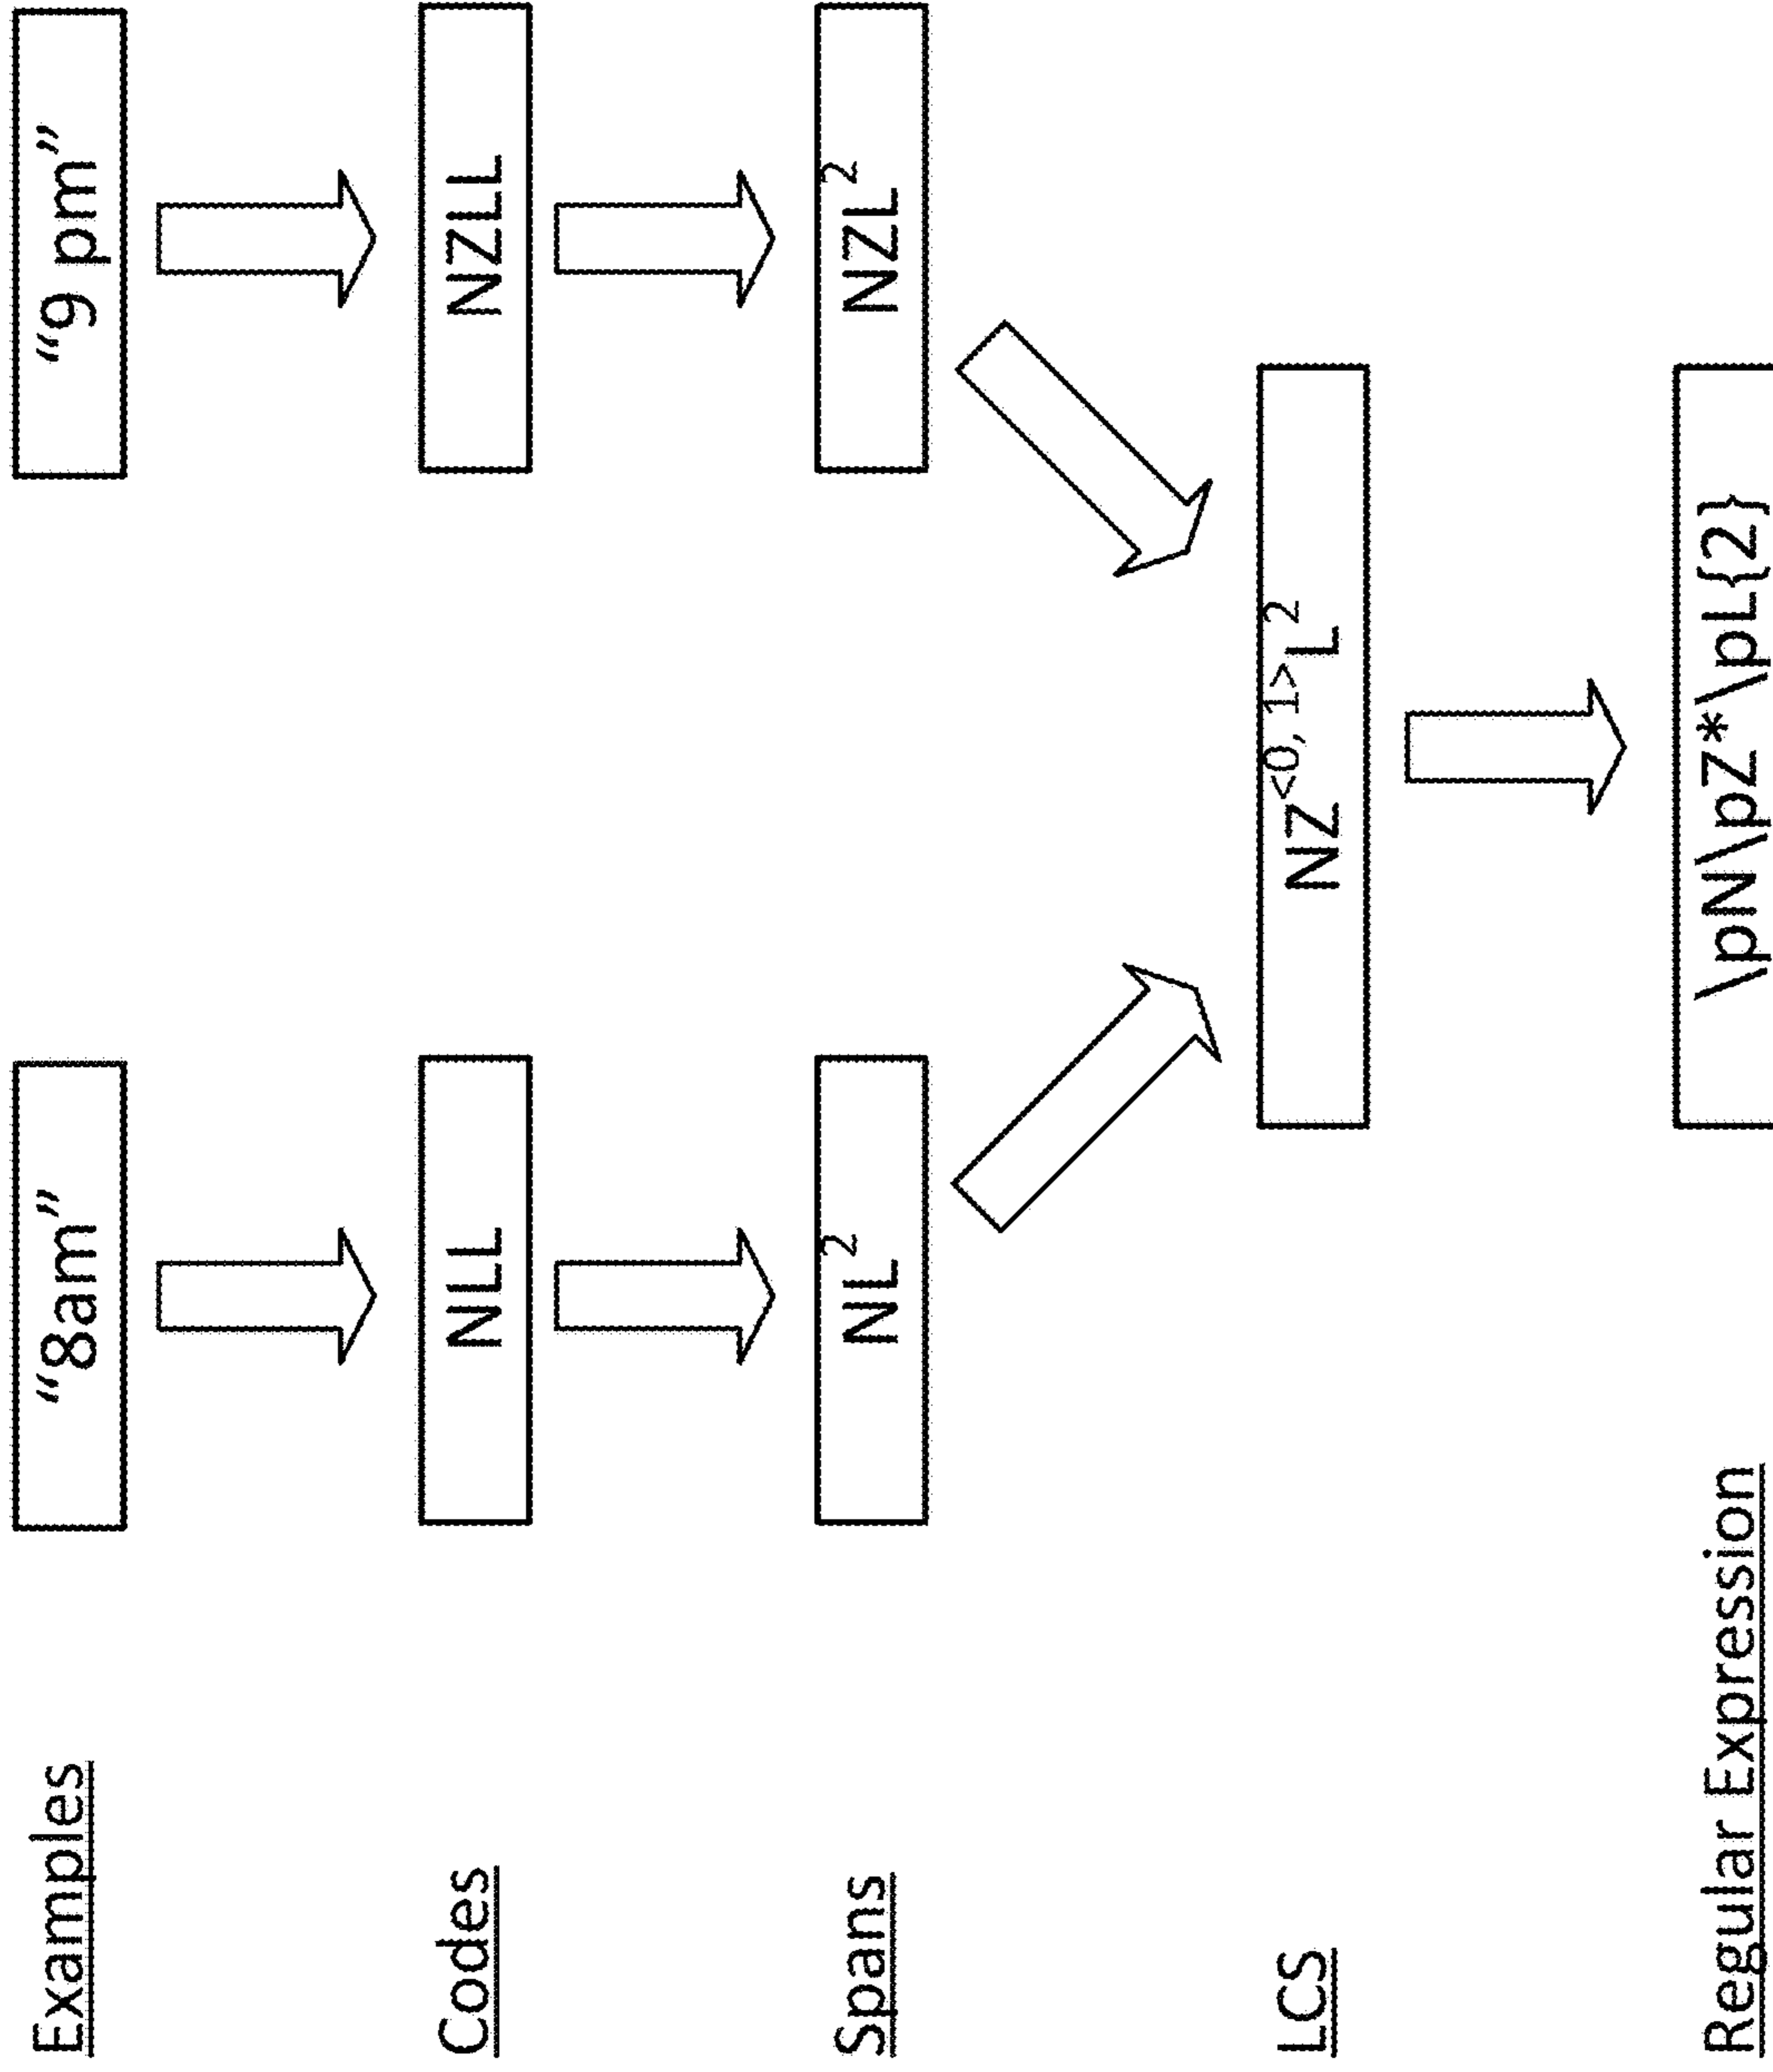 Examples
“8am”
“9 pm”
Codes
NLL
NZLL
Spans
NL²
NZL²
LCS
NZ<0, 1>L²
Regular Expression
\pN\pZ*\pL{2}